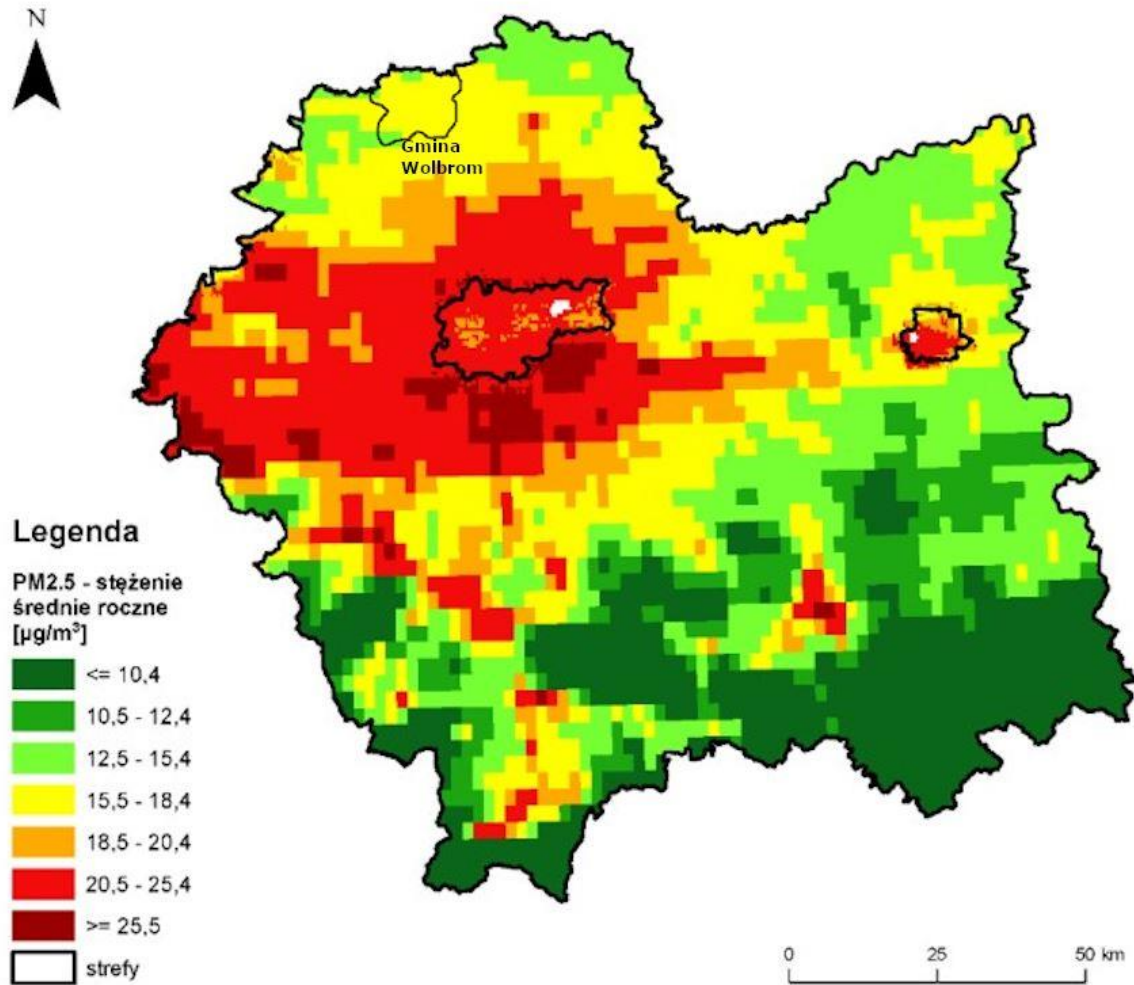 N
Gmina
Wolbrom
Legenda
PM2.5 - stężenie
średnie roczne
[µg/m³]
<= 10,4
10,5 - 12,4
12,5 - 15,4
15,5 - 18,4
18,5 - 20,4
20,5 - 25,4
>= 25,5
strefy
0 25 50 km